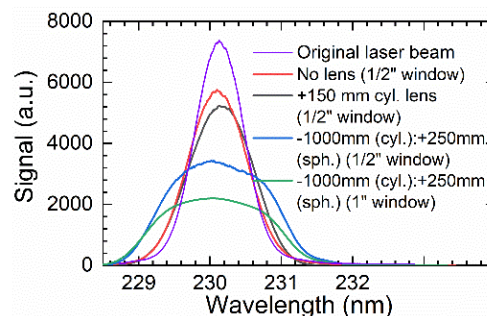 8000
6000
4000
2000
0
Signal (a.u.)
Original laser beam
No lens (1/2" window)
+150 mm cyl. lens
(1/2" window)
-1000mm (cyl.):+250mm
(sph.) (1/2" window)
-1000mm (cyl.):+250mm
(sph.) (1" window)
229 230 231 232
Wavelength (nm)